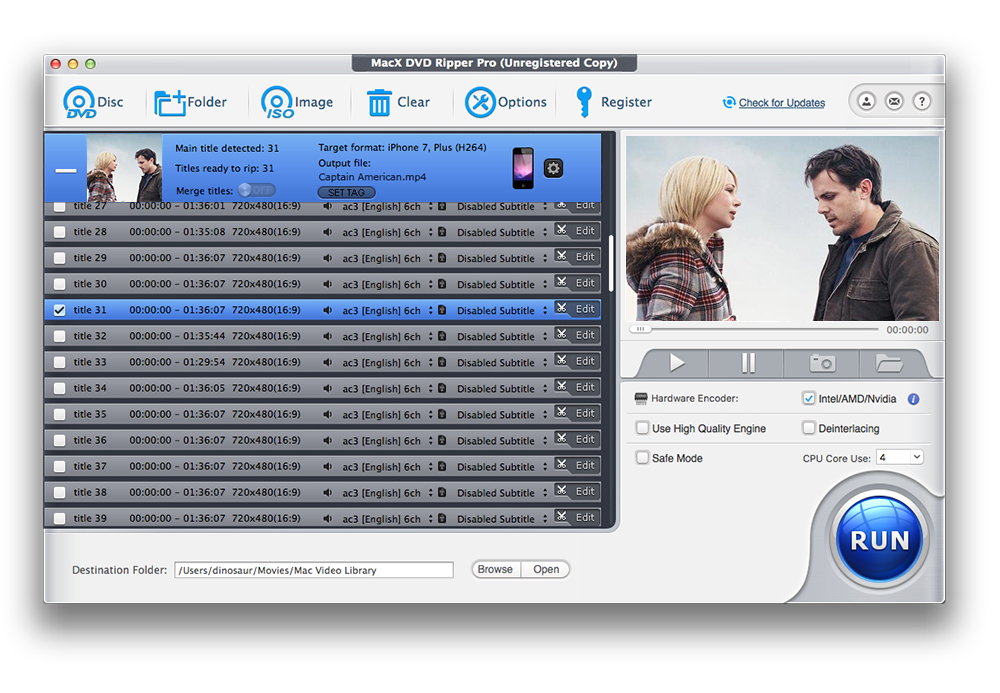 MacX DVD Ripper Pro (Unregistered Copy)
DVD Disc Folder ISO Image Clear Options Register Check for Updates ?
Main title detected: 31
Titles ready to rip: 31
Merge titles: OFF
Target format: iPhone 7, Plus (H264)
Output file:
Captain American.mp4
SET TAG
title 27 00:00:00 - 01:36:01 720x480(16:9) ac3 [English] 6ch Disabled Subtitle Edit
title 28 00:00:00 - 01:35:08 720x480(16:9) ac3 [English] 6ch Disabled Subtitle Edit
title 29 00:00:00 - 01:36:07 720x480(16:9) ac3 [English] 6ch Disabled Subtitle Edit
title 30 00:00:00 - 01:36:07 720x480(16:9) ac3 [English] 6ch Disabled Subtitle Edit
title 31 00:00:00 - 01:36:07 720x480(16:9) ac3 [English] 6ch Disabled Subtitle Edit
title 32 00:00:00 - 01:35:44 720x480(16:9) ac3 [English] 6ch Disabled Subtitle Edit
title 33 00:00:00 - 01:29:54 720x480(16:9) ac3 [English] 6ch Disabled Subtitle Edit
title 34 00:00:00 - 01:36:05 720x480(16:9) ac3 [English] 6ch Disabled Subtitle Edit
title 35 00:00:00 - 01:36:07 720x480(16:9) ac3 [English] 6ch Disabled Subtitle Edit
title 36 00:00:00 - 01:36:07 720x480(16:9) ac3 [English] 6ch Disabled Subtitle Edit
title 37 00:00:00 - 01:36:07 720x480(16:9) ac3 [English] 6ch Disabled Subtitle Edit
title 38 00:00:00 - 01:36:07 720x480(16:9) ac3 [English] 6ch Disabled Subtitle Edit
title 39 00:00:00 - 01:36:07 720x480(16:9) ac3 [English] 6ch Disabled Subtitle Edit
00:00:00
Hardware Encoder: Intel/AMD/Nvidia i
Use High Quality Engine Deinterlacing
Safe Mode CPU Core Use: 4
RUN
Destination Folder: /Users/dinosaur/Movies/Mac Video Library Browse Open